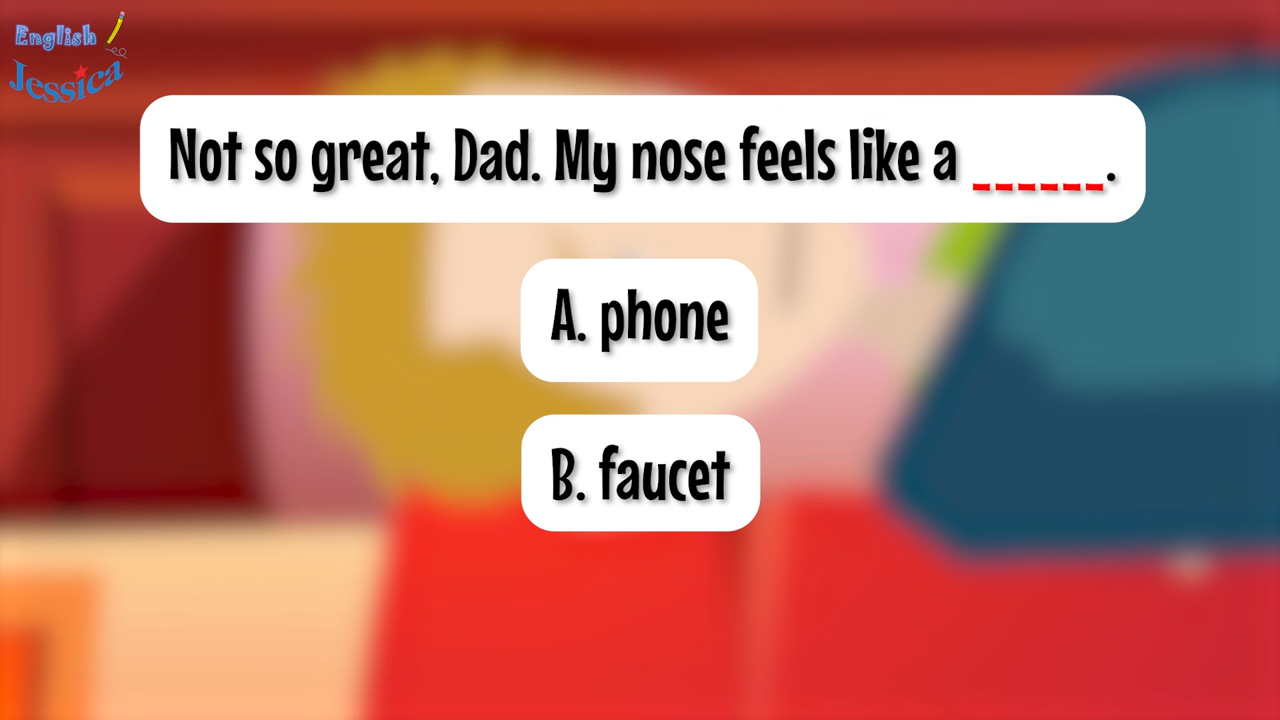 English
Jessica
Not so great, Dad. My nose feels like a ______.
A. phone
B. faucet